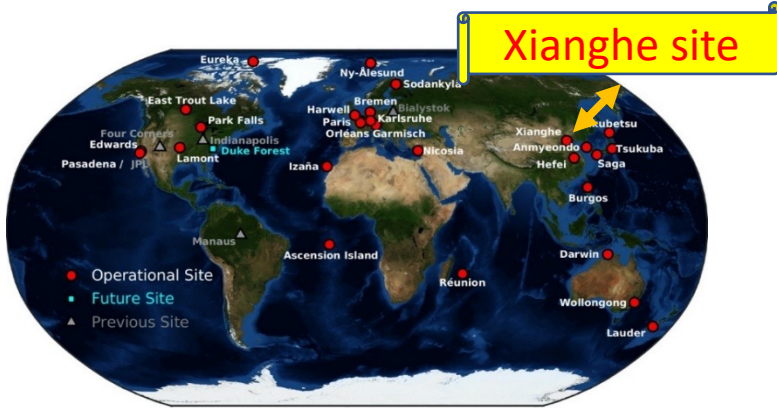 Xianghe site
Eureka
Ny-Ålesund
Sodankylä
East Trout Lake
Bremen
Harwell
Bialystok
Park Falls
Paris
Karlsruhe
Four Corners
Orléans Garmisch
Xianghe
kubetsu
Edwards
Indianapolis
Anmyeondo
Duke Forest
Nicosia
Tsukuba
Pasadena / JPL
Lamont
Izaña
Hefei
Saga
Burgos
Manaus
Ascension Island
Darwin
Operational Site
Réunion
Future Site
Wollongong
Previous Site
Lauder